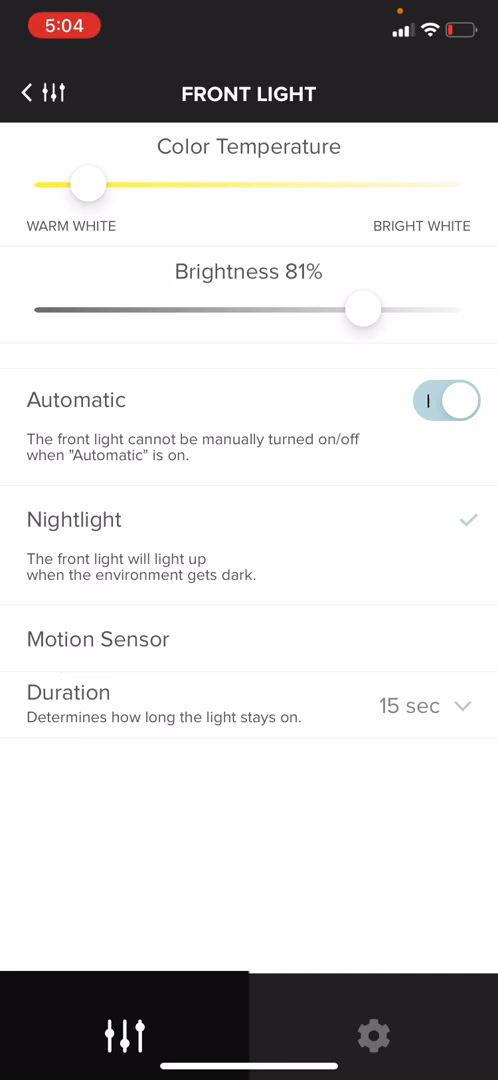 5:04
FRONT LIGHT
Color Temperature
WARM WHITE
BRIGHT WHITE
Brightness 81%
Automatic
The front light cannot be manually turned on/off
when "Automatic" is on.
Nightlight
The front light will light up
when the environment gets dark.
Motion Sensor
Duration
15 sec
Determines how long the light stays on.